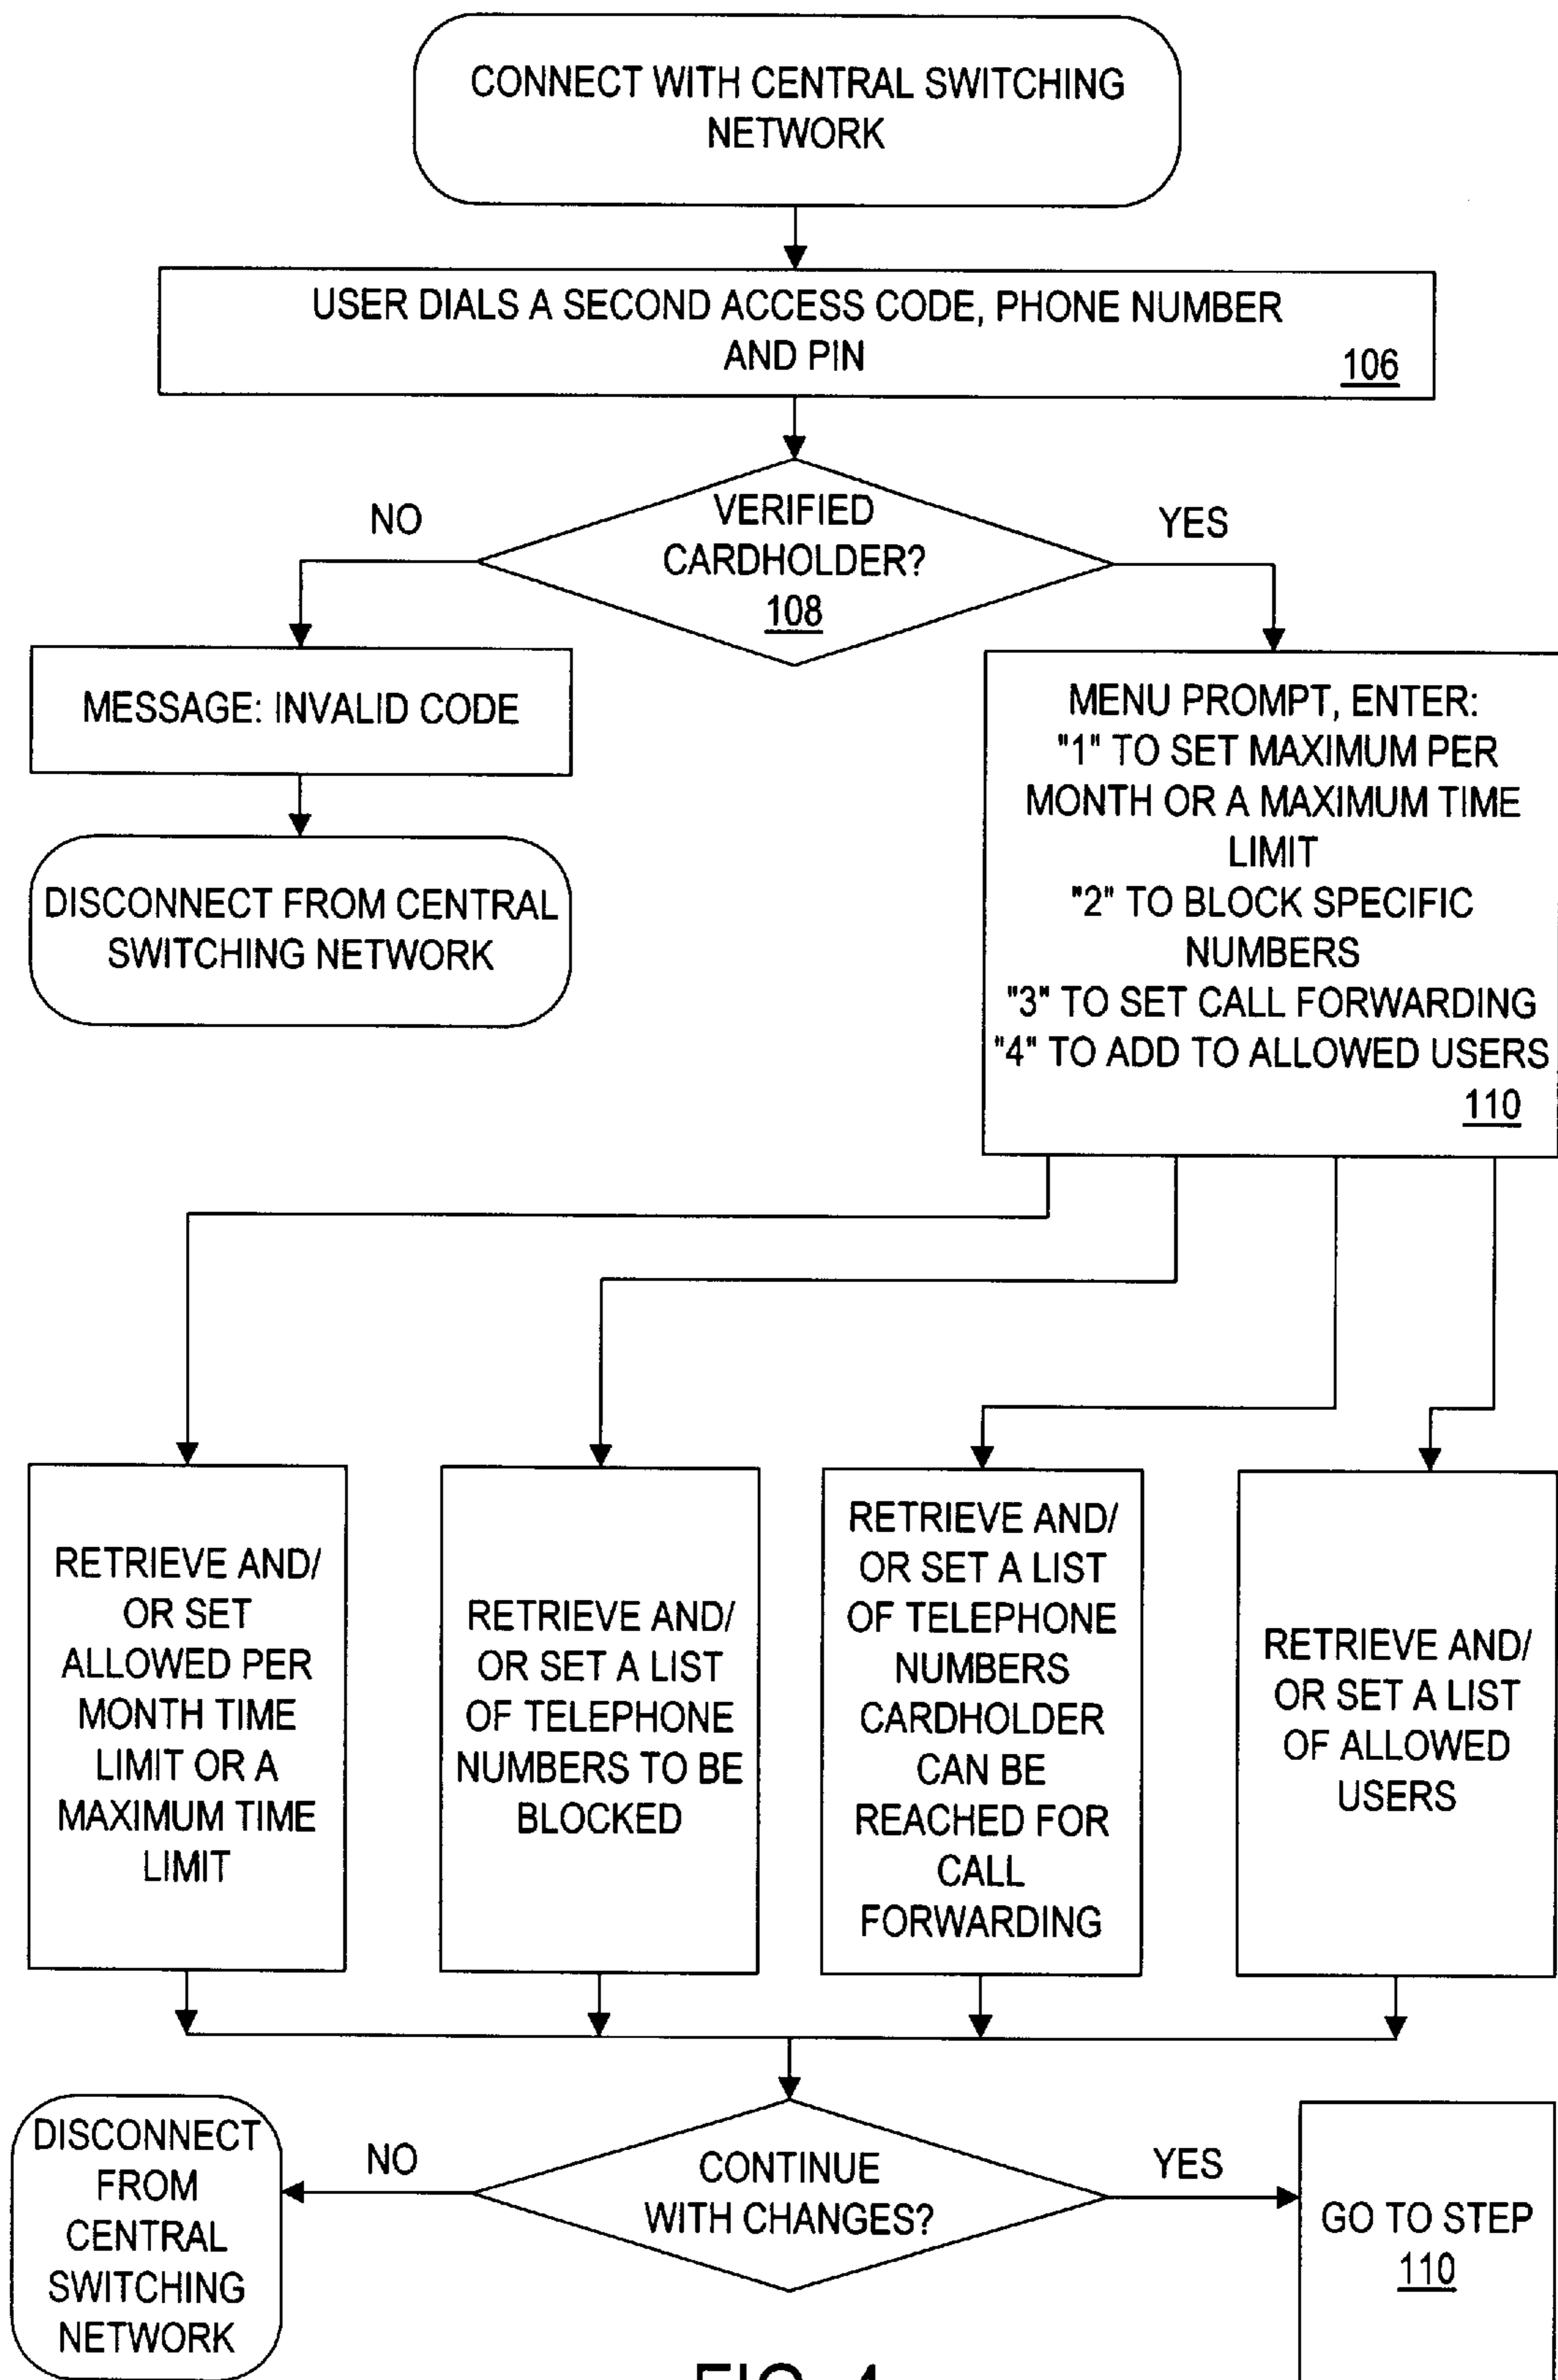 CONNECT WITH CENTRAL SWITCHING
NETWORK
USER DIALS A SECOND ACCESS CODE, PHONE NUMBER
AND PIN
106
NO
VERIFIED
CARDHOLDER?
108
YES
MESSAGE: INVALID CODE
DISCONNECT FROM CENTRAL
SWITCHING NETWORK
MENU PROMPT, ENTER:
"1" TO SET MAXIMUM PER
MONTH OR A MAXIMUM TIME
LIMIT
"2" TO BLOCK SPECIFIC
NUMBERS
"3" TO SET CALL FORWARDING
"4" TO ADD TO ALLOWED USERS
110
RETRIEVE AND/
OR SET
ALLOWED PER
MONTH TIME
LIMIT OR A
MAXIMUM TIME
LIMIT
RETRIEVE AND/
OR SET A LIST
OF TELEPHONE
NUMBERS TO BE
BLOCKED
RETRIEVE AND/
OR SET A LIST
OF TELEPHONE
NUMBERS
CARDHOLDER
CAN BE
REACHED FOR
CALL
FORWARDING
RETRIEVE AND/
OR SET A LIST
OF ALLOWED
USERS
DISCONNECT
FROM
CENTRAL
SWITCHING
NETWORK
NO
CONTINUE
WITH CHANGES?
YES
GO TO STEP
110